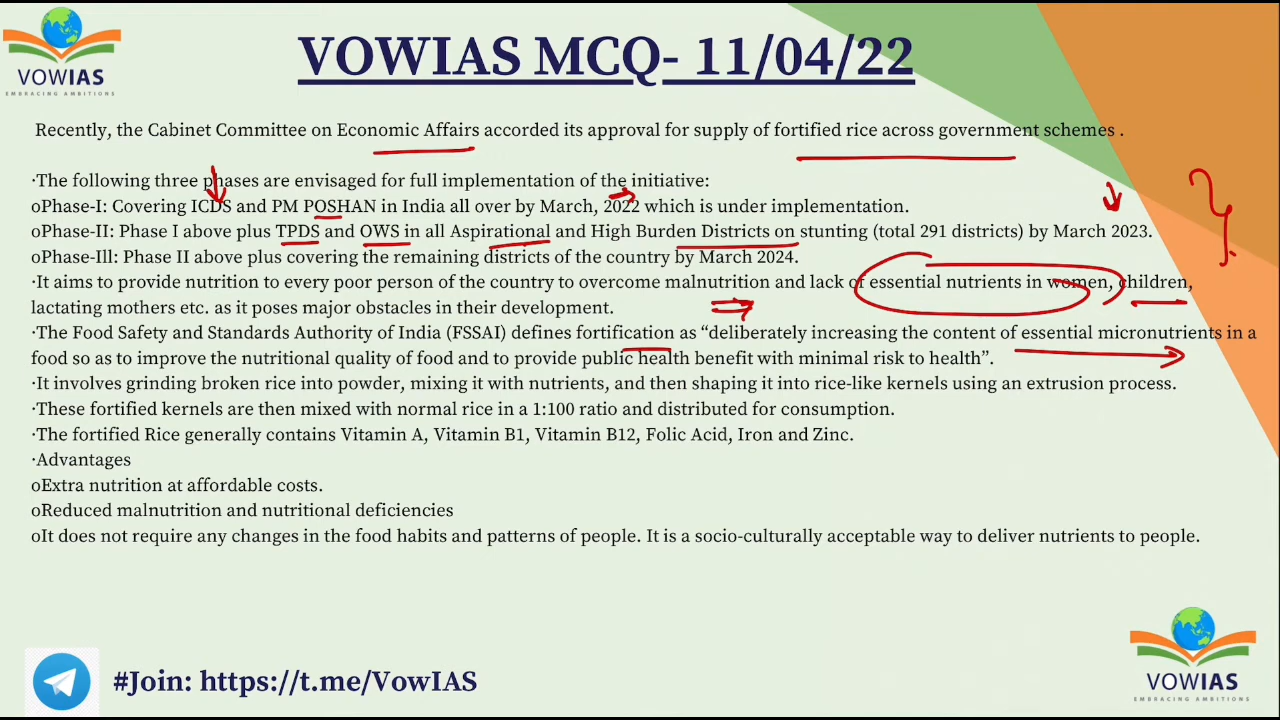 VOWIAS
EMBRACING AMBITIONS
VOWIAS MCQ- 11/04/22
Recently, the Cabinet Committee on Economic Affairs accorded its approval for supply of fortified rice across government schemes .
·The following three phases are envisaged for full implementation of the initiative:
oPhase-I: Covering ICDS and PM POSHAN in India all over by March, 2022 which is under implementation.
oPhase-II: Phase I above plus TPDS and OWS in all Aspirational and High Burden Districts on stunting (total 291 districts) by March 2023.
oPhase-Ill: Phase II above plus covering the remaining districts of the country by March 2024.
·It aims to provide nutrition to every poor person of the country to overcome malnutrition and lack of essential nutrients in women, children,
lactating mothers etc. as it poses major obstacles in their development.
·The Food Safety and Standards Authority of India (FSSAI) defines fortification as “deliberately increasing the content of essential micronutrients in a
food so as to improve the nutritional quality of food and to provide public health benefit with minimal risk to health”.
·It involves grinding broken rice into powder, mixing it with nutrients, and then shaping it into rice-like kernels using an extrusion process.
·These fortified kernels are then mixed with normal rice in a 1:100 ratio and distributed for consumption.
·The fortified Rice generally contains Vitamin A, Vitamin B1, Vitamin B12, Folic Acid, Iron and Zinc.
·Advantages
oExtra nutrition at affordable costs.
oReduced malnutrition and nutritional deficiencies
oIt does not require any changes in the food habits and patterns of people. It is a socio-culturally acceptable way to deliver nutrients to people.
#Join: https://t.me/VowIAS
VOWIAS
EMBRACING AMBITIONS